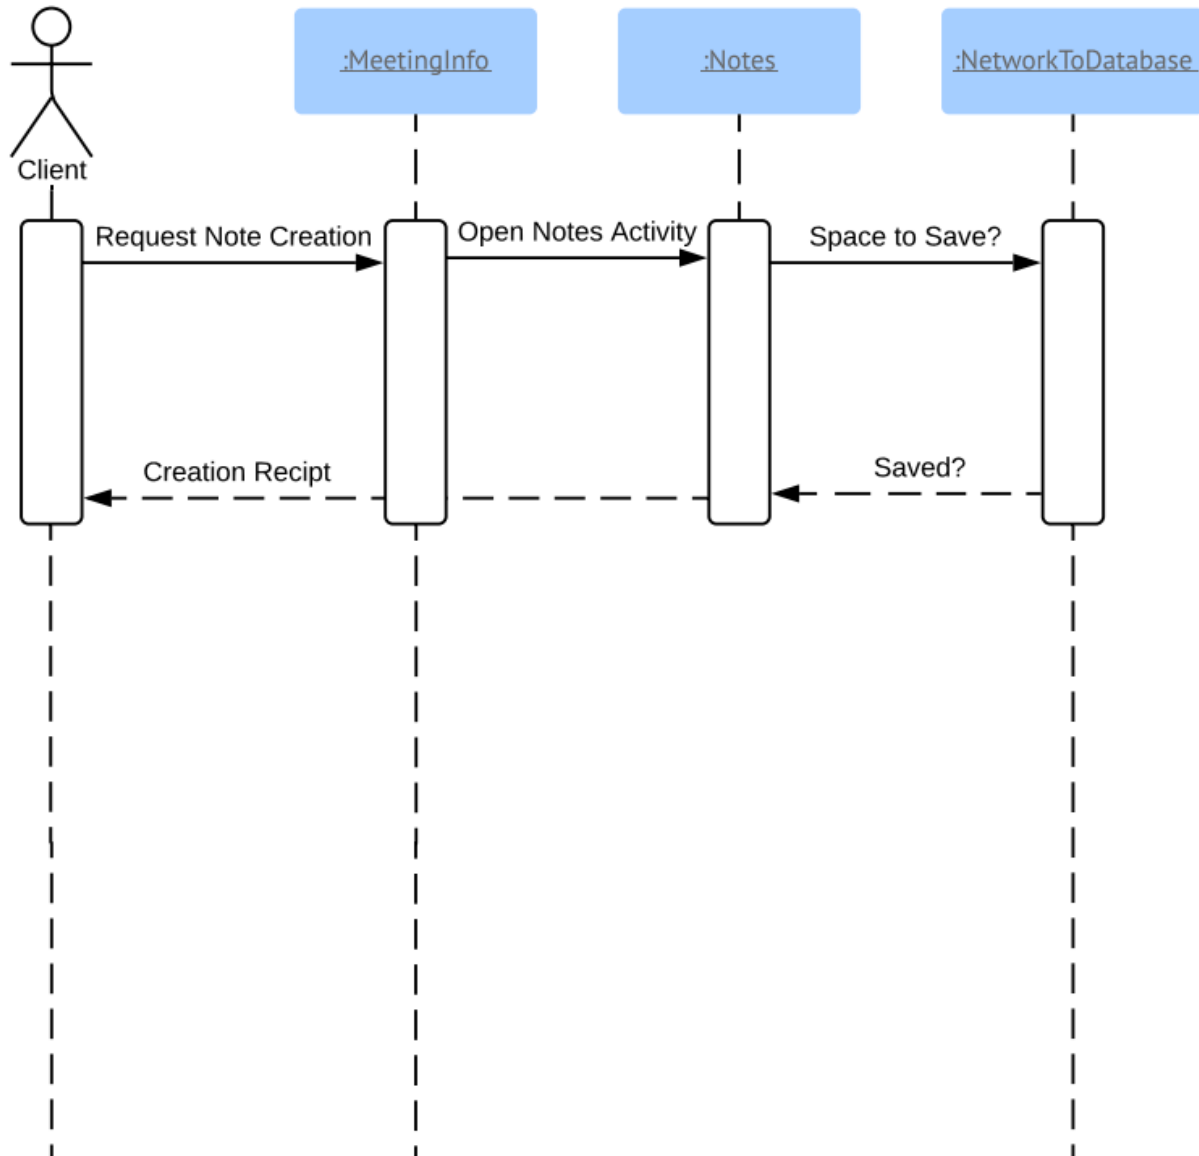 :MeetingInfo
:Notes
:NetworkToDatabase
Client
Request Note Creation
Open Notes Activity
Space to Save?
Creation Recipt
Saved?